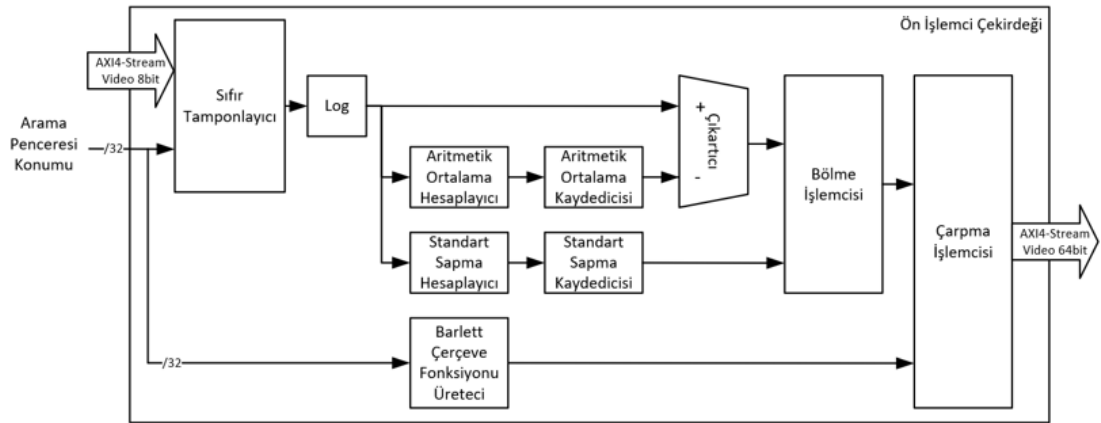 Ön İşlemci Çekirdeği
AXI4-Stream
Video 8bit
Arama
Penceresi
Konumu
/32
Sıfır
Tamponlayıcı
Log
+
Çıkartıcı
-
Aritmetik
Ortalama
Hesaplayıcı
Aritmetik
Ortalama
Kaydedicisi
Standart
Sapma
Hesaplayıcı
Standart
Sapma
Kaydedicisi
Bölme
İşlemcisi
Çarpma
İşlemcisi
AXI4-Stream
Video 64bit
/32
Barlett
Çerçeve
Fonksiyonu
Üreteci